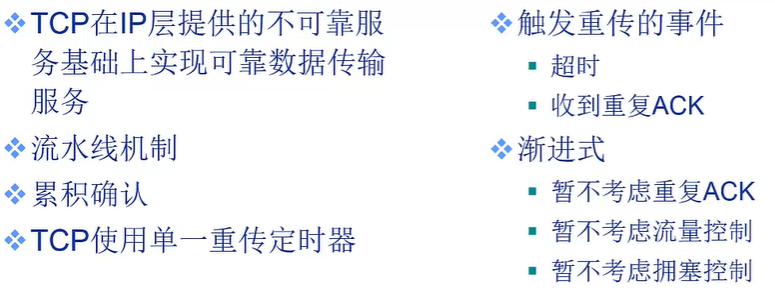 TCP在IP层提供的不可靠服
务基础上实现可靠数据传输
服务
流水线机制
累积确认
TCP使用单一重传定时器
触发重传的事件
超时
收到重复ACK
渐进式
暂不考虑重复ACK
暂不考虑流量控制
暂不考虑拥塞控制